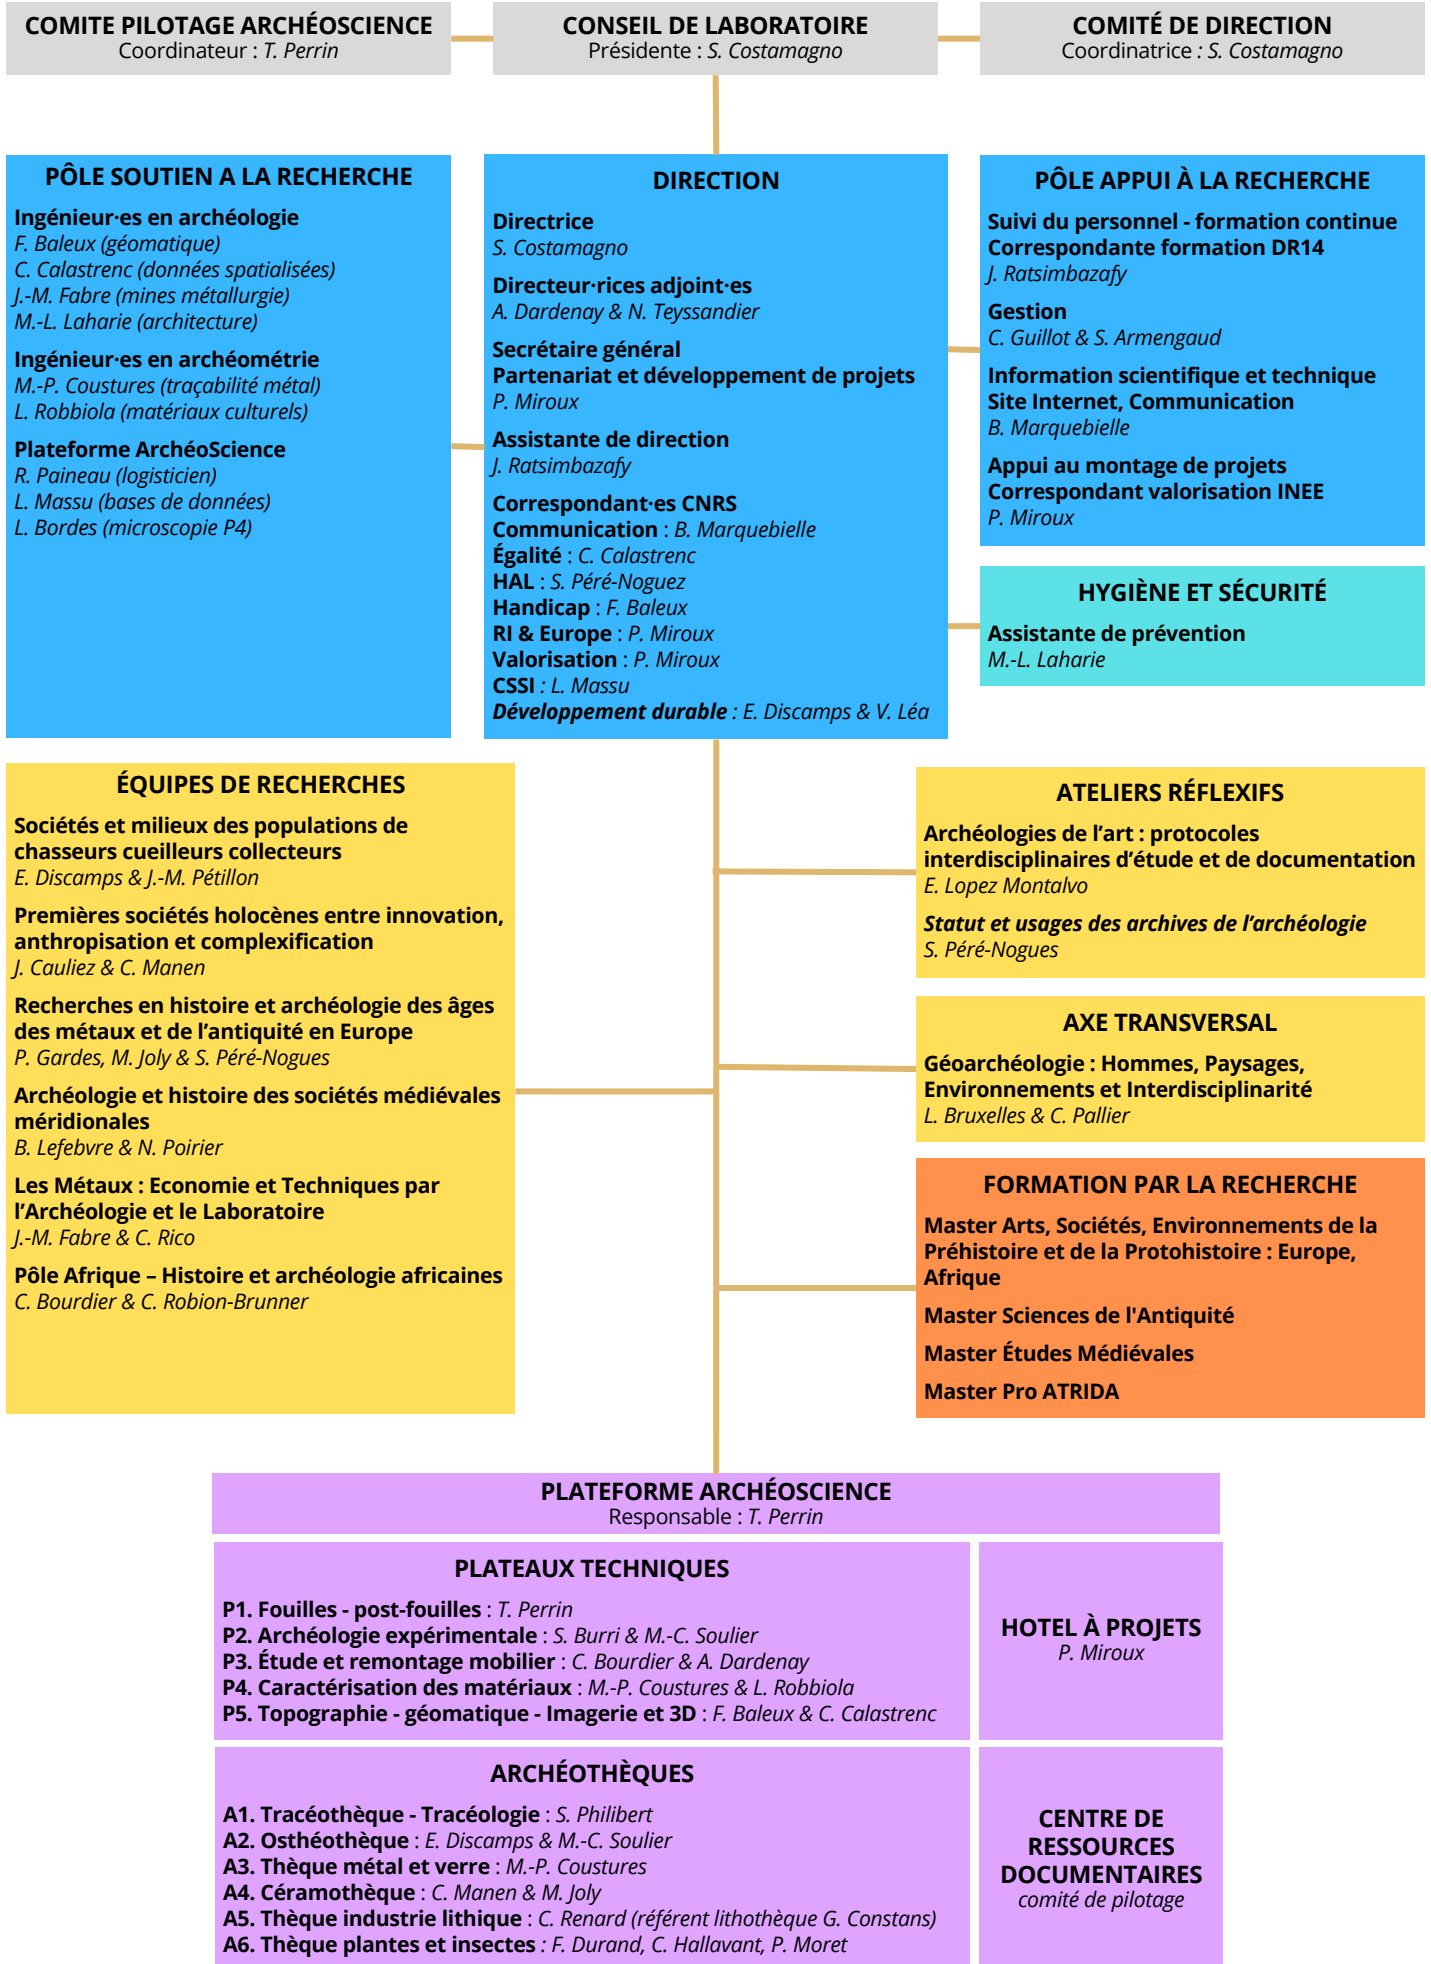 COMITE PILOTAGE ARCHÉOSCIENCE
Coordinateur : T. Perrin
CONSEIL DE LABORATOIRE
Présidente : S. Costamagno
COMITÉ DE DIRECTION
Coordinatrice : S. Costamagno
PÔLE SOUTIEN A LA RECHERCHE
Ingénieur·es en archéologie
F. Baleux (géomatique)
C. Calastrenc (données spatialisées)
J.-M. Fabre (mines métallurgie)
M.-L. Laharie (architecture)
Ingénieur·es en archéométrie
M.-P. Coustures (traçabilité métal)
L. Robbiola (matériaux culturels)
Plateforme ArchéoScience
R. Paineau (logisticien)
L. Massu (bases de données)
L. Bordes (microscopie P4)
DIRECTION
Directrice
S. Costamagno
Directeur·rices adjoint·es
A. Dardenay & N. Teyssandier
Secrétaire général
Partenariat et développement de projets
P. Miroux
Assistante de direction
J. Ratsimbazafy
Correspondant·es CNRS
Communication : B. Marquebielle
Égalité : C. Calastrenc
HAL : S. Péré-Noguez
Handicap : F. Baleux
RI & Europe : P. Miroux
Valorisation : P. Miroux
CSSI : L. Massu
Développement durable : E. Discamps & V. Léa
PÔLE APPUI À LA RECHERCHE
Suivi du personnel - formation continue
Correspondante formation DR14
J. Ratsimbazafy
Gestion
C. Guillot & S. Armengaud
Information scientifique et technique
Site Internet, Communication
B. Marquebielle
Appui au montage de projets
Correspondant valorisation INEE
P. Miroux
HYGIÈNE ET SÉCURITÉ
Assistante de prévention
M.-L. Laharie
ÉQUIPES DE RECHERCHES
Sociétés et milieux des populations de
chasseurs cueilleurs collecteurs
E. Discamps & J.-M. Pétillon
Premières sociétés holocènes entre innovation,
anthropisation et complexification
J. Cauliez & C. Manen
Recherches en histoire et archéologie des âges
des métaux et de l’antiquité en Europe
P. Gardes, M. Joly & S. Péré-Nogues
Archéologie et histoire des sociétés médiévales
méridionales
B. Lefebvre & N. Poirier
Les Métaux : Economie et Techniques par
l’Archéologie et le Laboratoire
J.-M. Fabre & C. Rico
Pôle Afrique – Histoire et archéologie africaines
C. Bourdier & C. Robion-Brunner
ATELIERS RÉFLEXIFS
Archéologies de l’art : protocoles
interdisciplinaires d’étude et de documentation
E. Lopez Montalvo
Statut et usages des archives de l’archéologie
S. Péré-Nogues
AXE TRANSVERSAL
Géoarchéologie : Hommes, Paysages,
Environnements et Interdisciplinarité
L. Bruxelles & C. Pallier
FORMATION PAR LA RECHERCHE
Master Arts, Sociétés, Environnements de la
Préhistoire et de la Protohistoire : Europe,
Afrique
Master Sciences de l'Antiquité
Master Études Médiévales
Master Pro ATRIDA
PLATEFORME ARCHÉOSCIENCE
Responsable : T. Perrin
PLATEAUX TECHNIQUES
P1. Fouilles - post-fouilles : T. Perrin
P2. Archéologie expérimentale : S. Burri & M.-C. Soulier
P3. Étude et remontage mobilier : C. Bourdier & A. Dardenay
P4. Caractérisation des matériaux : M.-P. Coustures & L. Robbiola
P5. Topographie - géomatique - Imagerie et 3D : F. Baleux & C. Calastrenc
HOTEL À PROJETS
P. Miroux
ARCHÉOTHÈQUES
A1. Tracéothèque - Tracéologie : S. Philibert
A2. Osthéothèque : E. Discamps & M.-C. Soulier
A3. Thèque métal et verre : M.-P. Coustures
A4. Céramothèque : C. Manen & M. Joly
A5. Thèque industrie lithique : C. Renard (référent lithothèque G. Constans)
A6. Thèque plantes et insectes : F. Durand, C. Hallavant, P. Moret
CENTRE DE
RESSOURCES
DOCUMENTAIRES
comité de pilotage